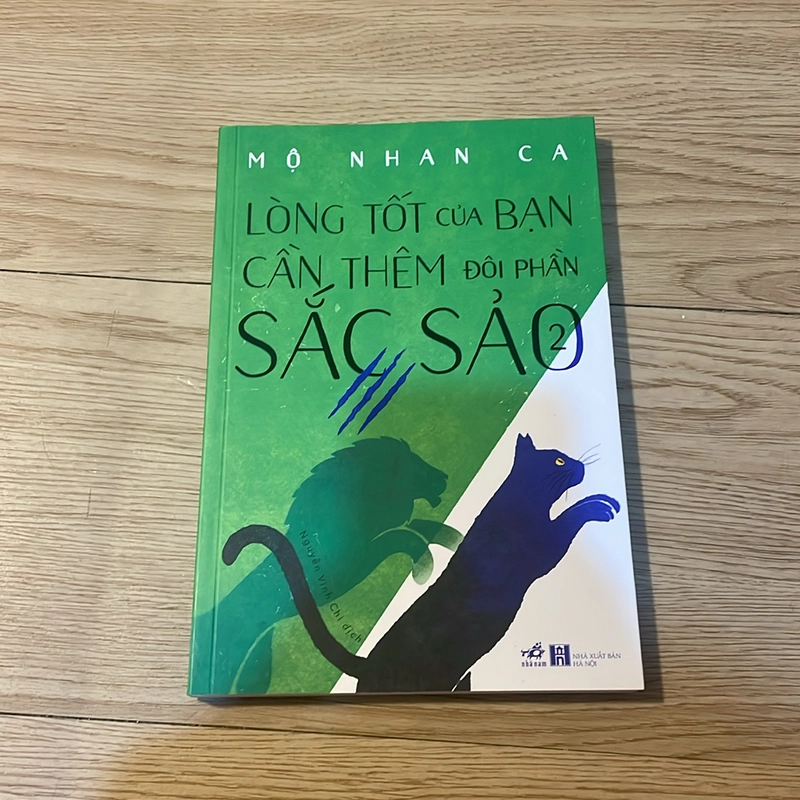 MỘ NHAN CA
LÒNG TỐT CỦA BẠN
CẦN THÊM ĐÔI PHẦN
SẮC SẢO 2
Nguyễn Vinh Chi dịch
nhã nam
NHÀ XUẤT BẢN
HÀ NỘI